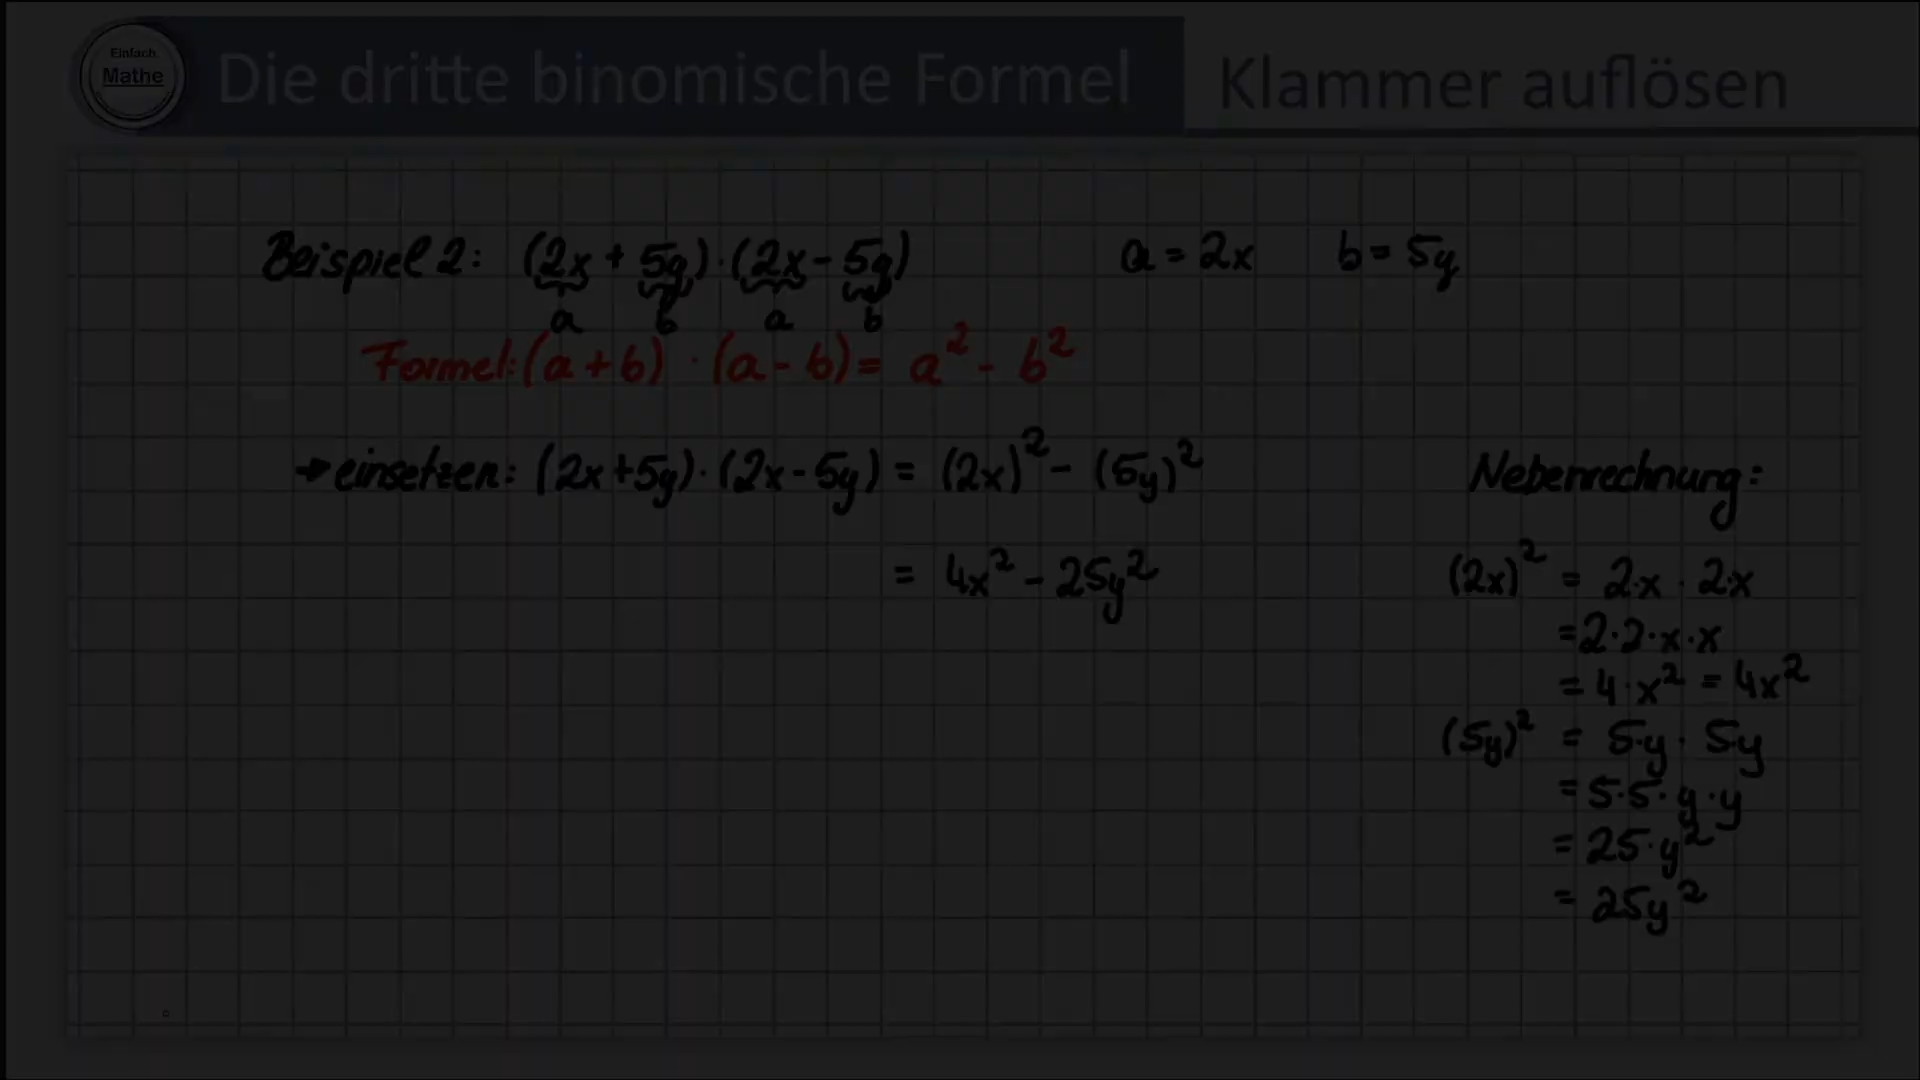 Einfach
Mathe
Die dritte binomische Formel
Klammer auflösen
Beispiel 2: (2x + 5y) · (2x - 5y) a = 2x b = 5y
a b a b
Formel: (a + b) · (a - b) = a² - b²
→ einsetzen: (2x+5y) · (2x - 5y) = (2x)² - (5y)²
= 4x² - 25y²
Nebenrechnung:
(2x)² = 2·x · 2·x
= 2·2·x·x
= 4·x² = 4x²
(5y)² = 5·y · 5·y
= 5·5·y·y
= 25·y²
= 25y²